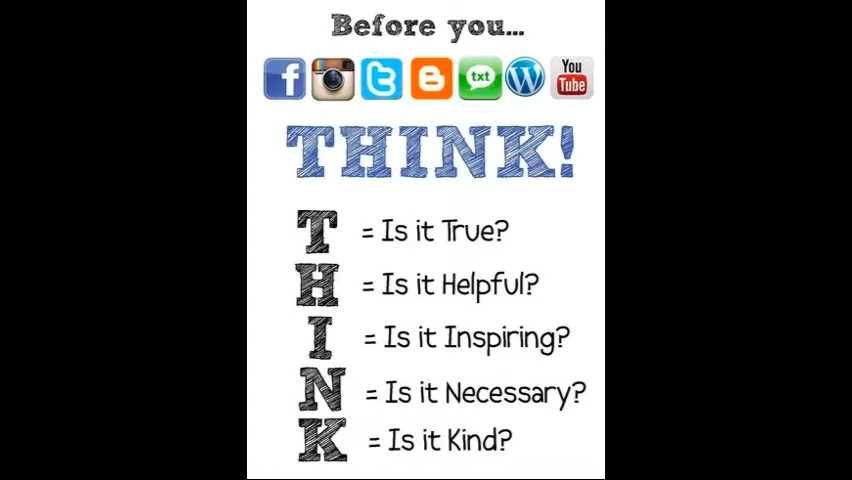 Before you...
f t B txt W You Tube
THINK!
T = Is it True?
H = Is it Helpful?
I = Is it Inspiring?
N = Is it Necessary?
K = Is it Kind?